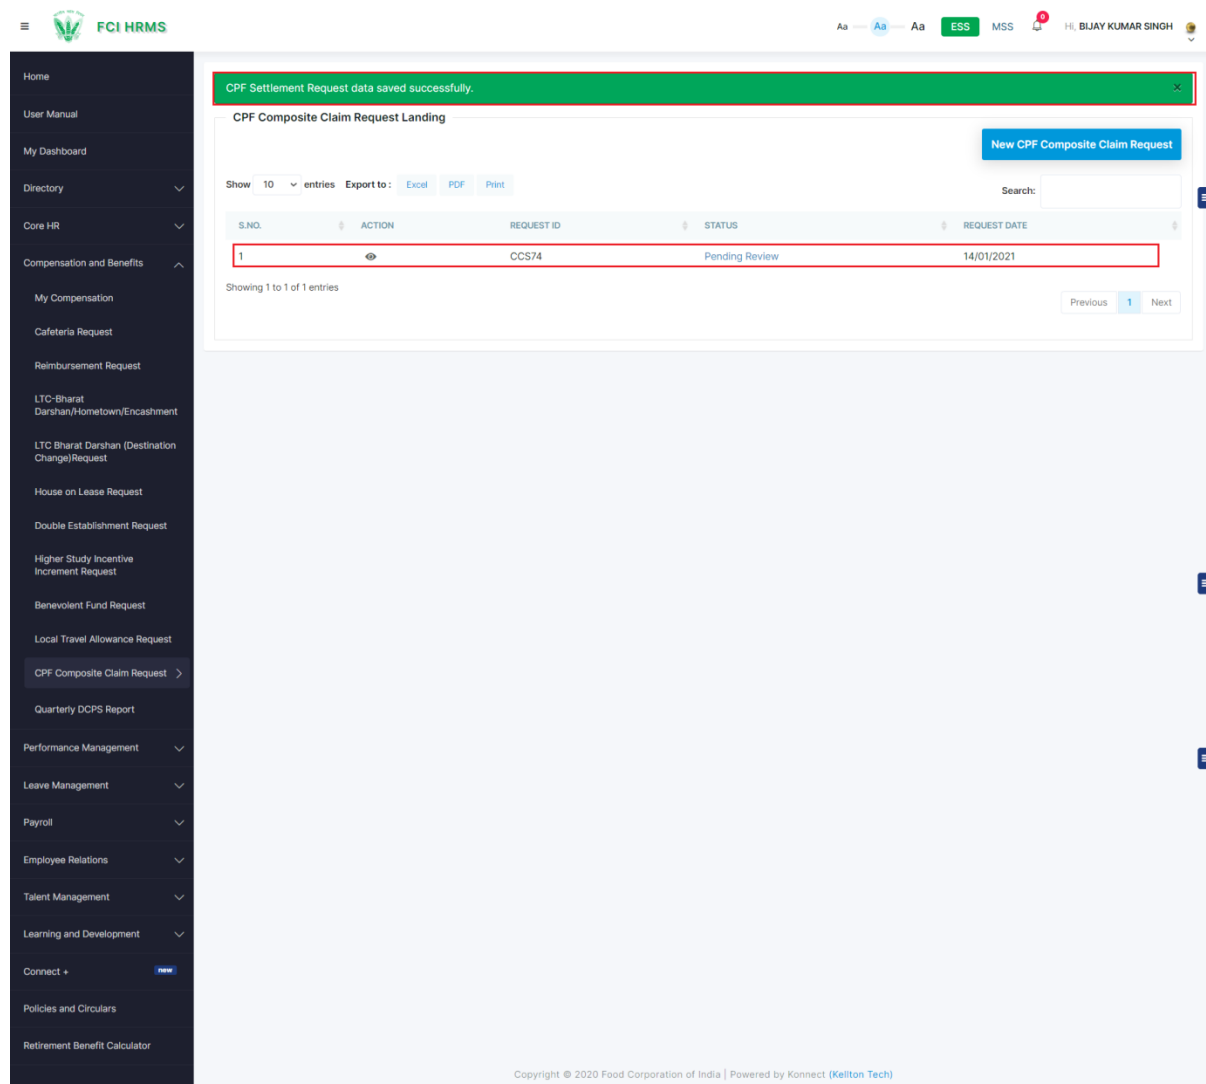 FCI HRMS
Aa Aa Aa ESS MSS 0 Hi, BIJAY KUMAR SINGH
Home
User Manual
My Dashboard
Directory
Core HR
Compensation and Benefits
My Compensation
Cafeteria Request
Reimbursement Request
LTC-Bharat
Darshan/Hometown/Encashment
LTC Bharat Darshan (Destination
Change)Request
House on Lease Request
Double Establishment Request
Higher Study Incentive
Increment Request
Benevolent Fund Request
Local Travel Allowance Request
CPF Composite Claim Request
Quarterly DCPS Report
Performance Management
Leave Management
Payroll
Employee Relations
Talent Management
Learning and Development
Connect + new
Policies and Circulars
Retirement Benefit Calculator
CPF Settlement Request data saved successfully. ×
CPF Composite Claim Request Landing
New CPF Composite Claim Request
Show 10 entries Export to : Excel PDF Print
Search:
S.NO. ACTION REQUEST ID STATUS REQUEST DATE
1 CCS74 Pending Review 14/01/2021
Showing 1 to 1 of 1 entries
Previous 1 Next
Copyright © 2020 Food Corporation of India | Powered by Konnect (Kellton Tech)